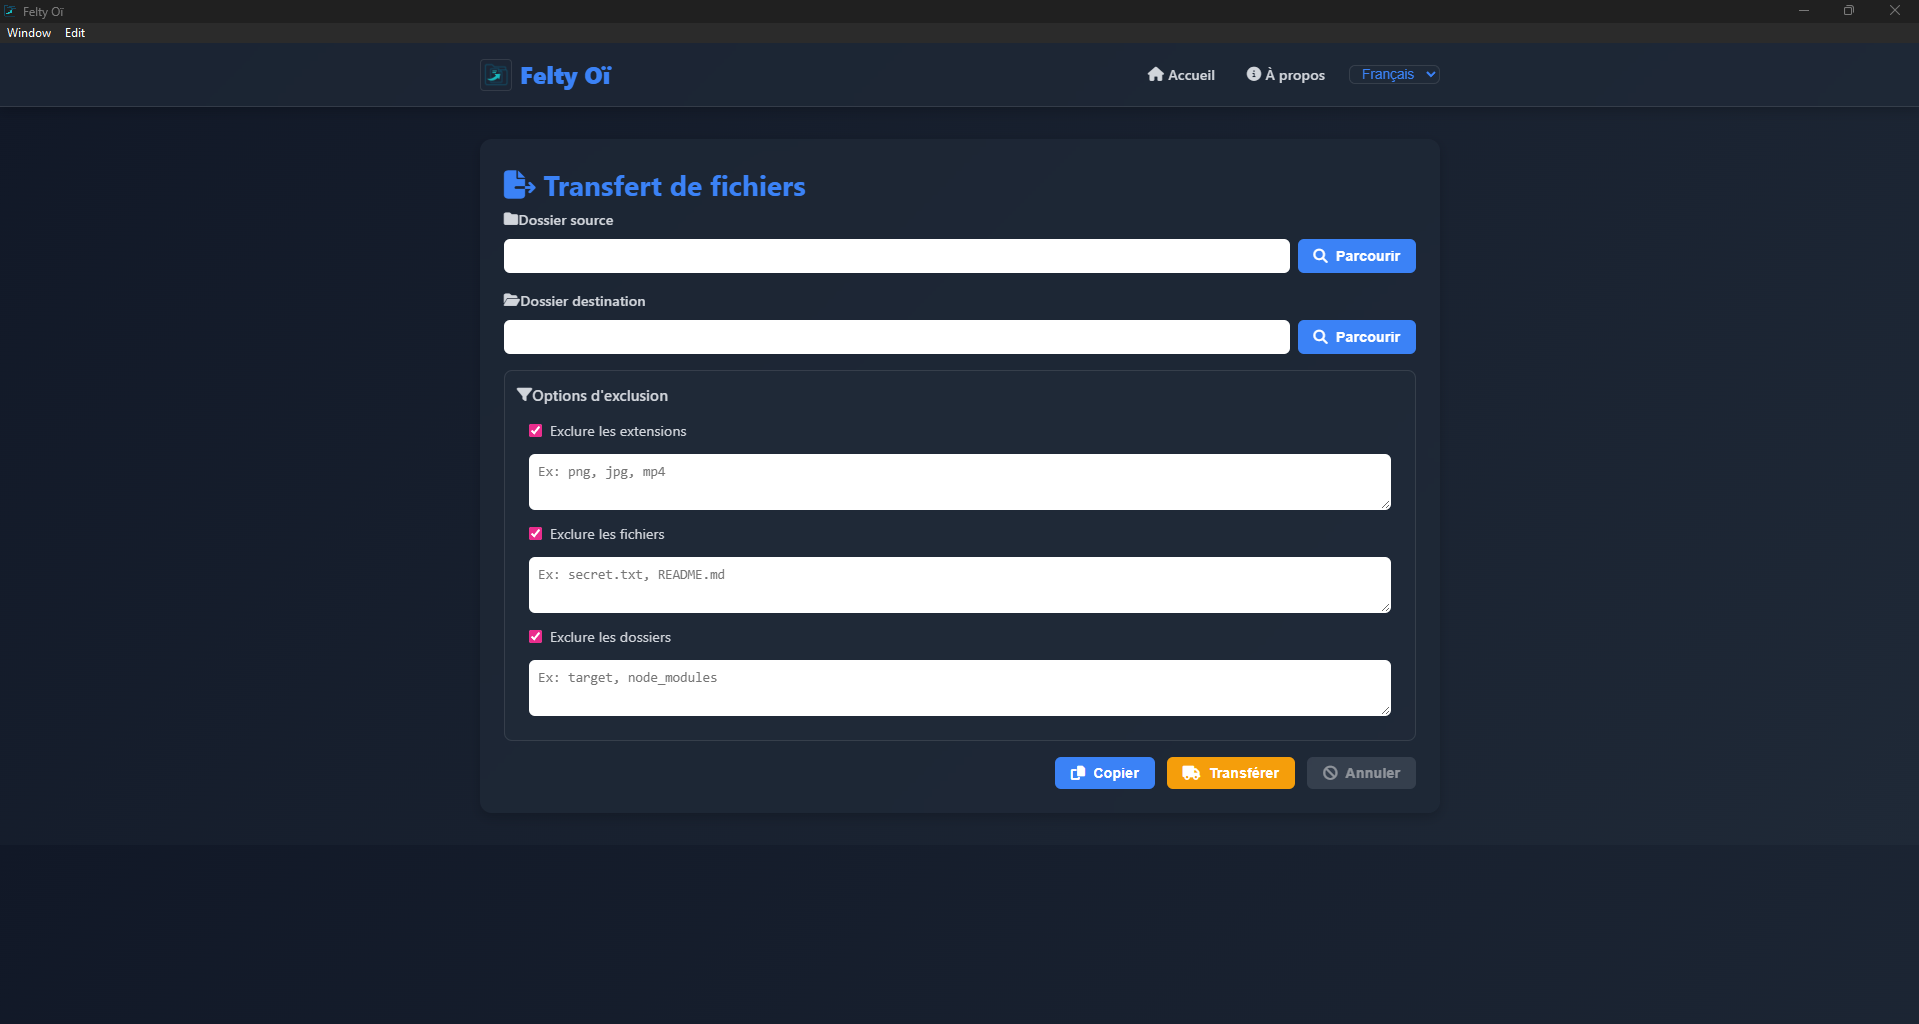 Felty Oï
Window Edit
Felty Oï
Accueil À propos Français
Transfert de fichiers
Dossier source
Parcourir
Dossier destination
Parcourir
Options d'exclusion
Exclure les extensions
Ex: png, jpg, mp4
Exclure les fichiers
Ex: secret.txt, README.md
Exclure les dossiers
Ex: target, node_modules
Copier Transférer Annuler